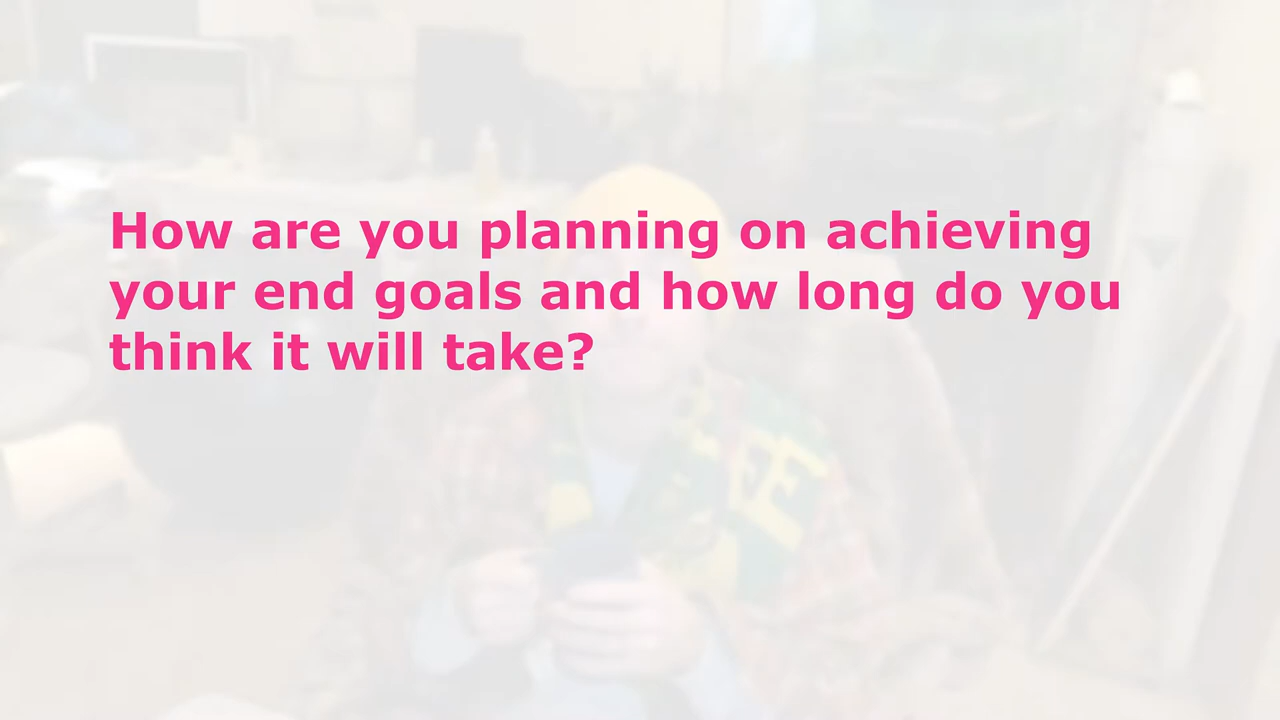 How are you planning on achieving
your end goals and how long do you
think it will take?